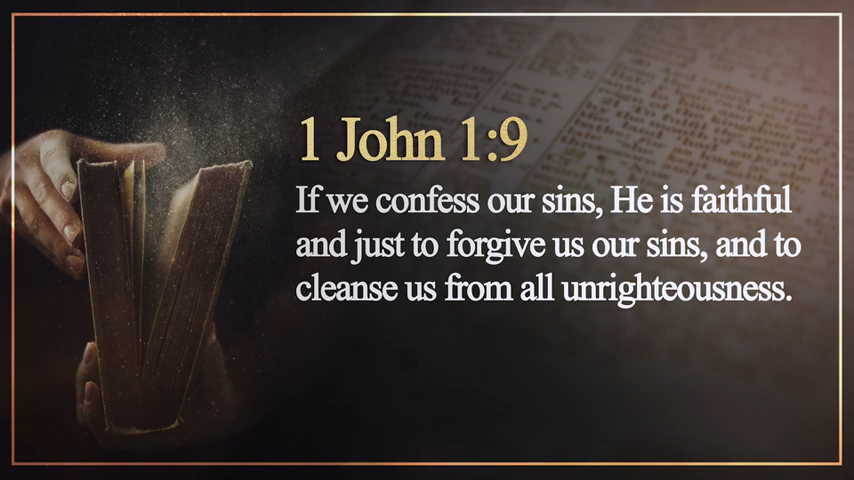 1 John 1:9
If we confess our sins, He is faithful
and just to forgive us our sins, and to
cleanse us from all unrighteousness.